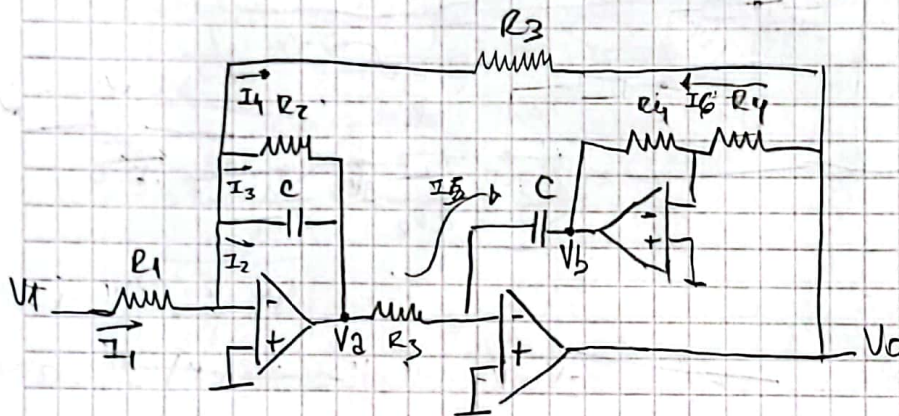 R3
I4 R2
R4 I6 R4
I3
C
I5 C
I2
R1
Vb
- +
Vi
I1
- +
Va R3
- +
Vo